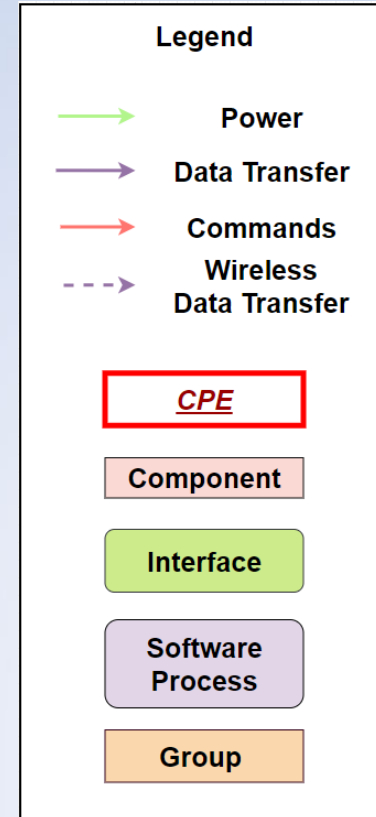 Legend
Power
Data Transfer
Commands
Wireless
Data Transfer
CPE
Component
Interface
Software
Process
Group